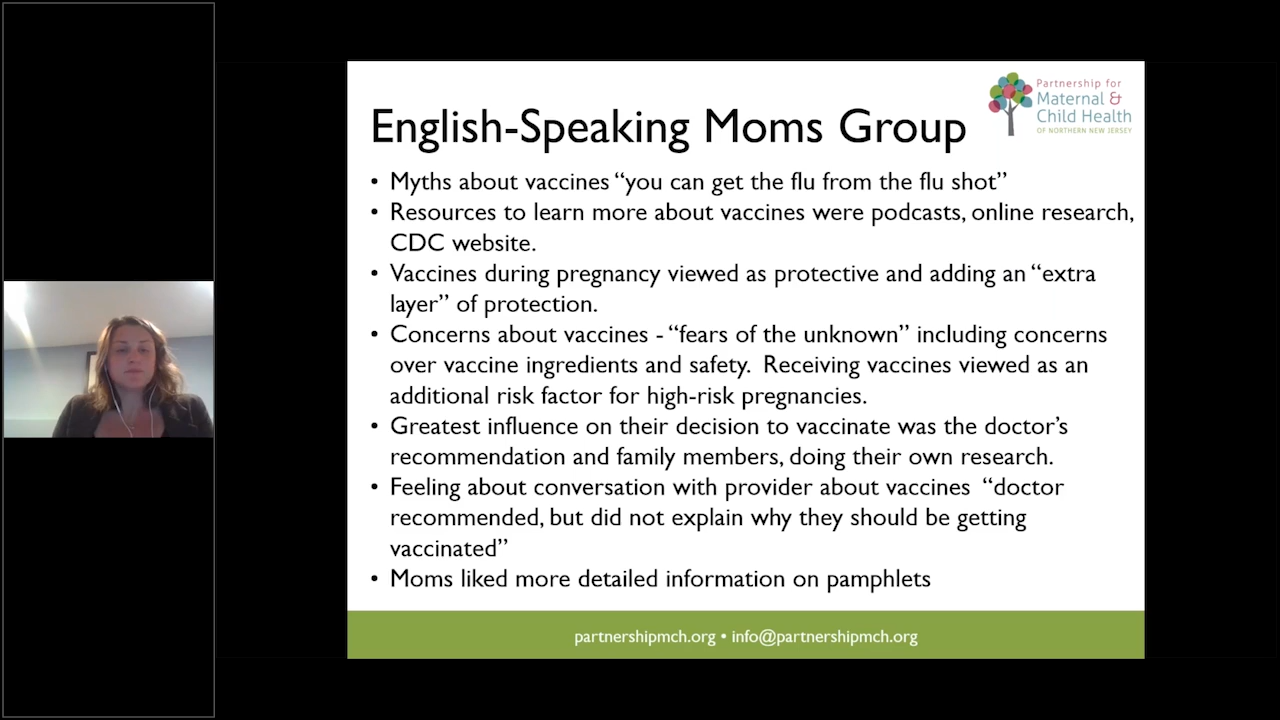 Partnership for
Maternal &
Child Health
OF NORTHERN NEW JERSEY
English-Speaking Moms Group
• Myths about vaccines “you can get the flu from the flu shot”
• Resources to learn more about vaccines were podcasts, online research,
CDC website.
• Vaccines during pregnancy viewed as protective and adding an “extra
layer” of protection.
• Concerns about vaccines - “fears of the unknown” including concerns
over vaccine ingredients and safety.  Receiving vaccines viewed as an
additional risk factor for high-risk pregnancies.
• Greatest influence on their decision to vaccinate was the doctor’s
recommendation and family members, doing their own research.
• Feeling about conversation with provider about vaccines  “doctor
recommended, but did not explain why they should be getting
vaccinated”
• Moms liked more detailed information on pamphlets
partnershipmch.org • info@partnershipmch.org